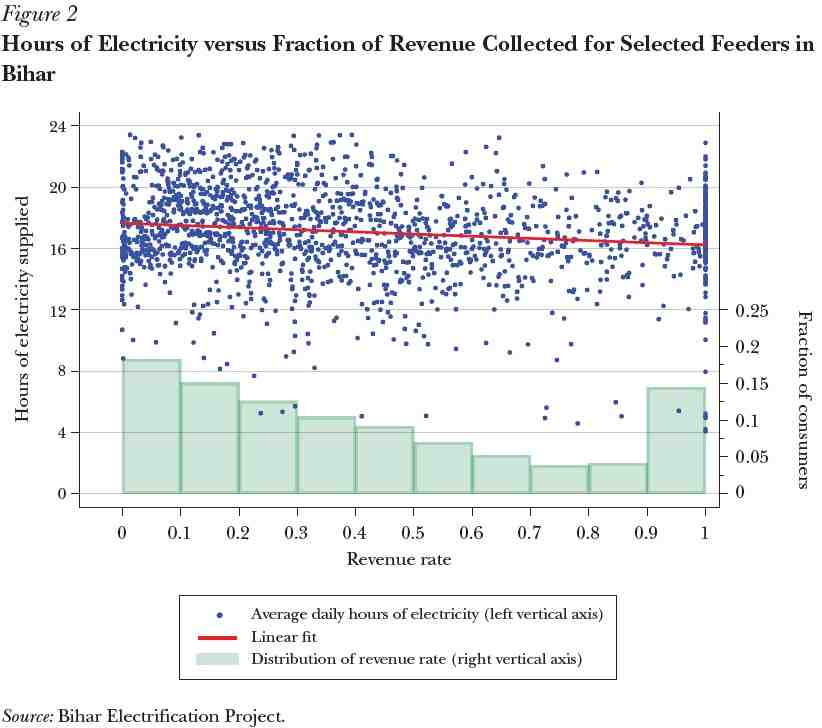 Figure 2
Hours of Electricity versus Fraction of Revenue Collected for Selected Feeders in
Bihar
24
20
16
12
8
4
0
Hours of electricity supplied
0.25
0.2
0.15
0.1
0.05
0
Fraction of consumers
0 0.1 0.2 0.3 0.4 0.5 0.6 0.7 0.8 0.9 1
Revenue rate
Average daily hours of electricity (left vertical axis)
Linear fit
Distribution of revenue rate (right vertical axis)
Source: Bihar Electrification Project.